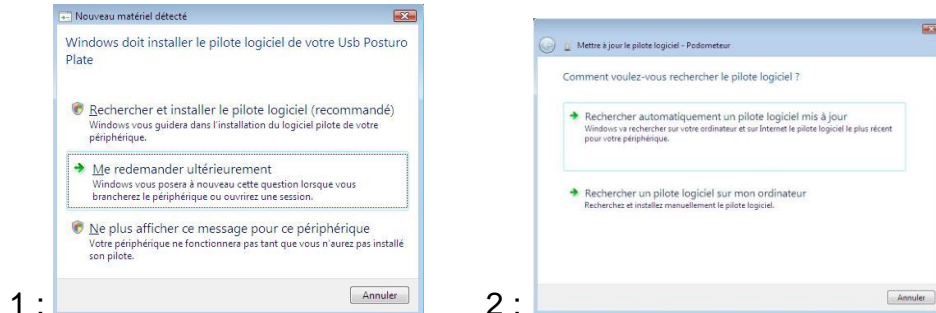 Nouveau matériel détecté
Windows doit installer le pilote logiciel de votre Usb Posturo
Plate
Rechercher et installer le pilote logiciel (recommandé)
Windows vous guidera dans l'installation du logiciel pilote de votre
périphérique.
Me redemander ultérieurement
Windows vous posera à nouveau cette question lorsque vous
brancherez le périphérique ou ouvrirez une session.
Ne plus afficher ce message pour ce périphérique
Votre périphérique ne fonctionnera pas tant que vous n'aurez pas installé
son pilote.
Annuler
1 :
Mettre à jour le pilote logiciel - Podometeur
Comment voulez-vous rechercher le pilote logiciel ?
Rechercher automatiquement un pilote logiciel mis à jour
Windows va rechercher sur votre ordinateur et sur Internet le pilote logiciel le plus récent
pour votre périphérique.
Rechercher un pilote logiciel sur mon ordinateur
Recherchez et installez manuellement le pilote logiciel.
Annuler
2 :